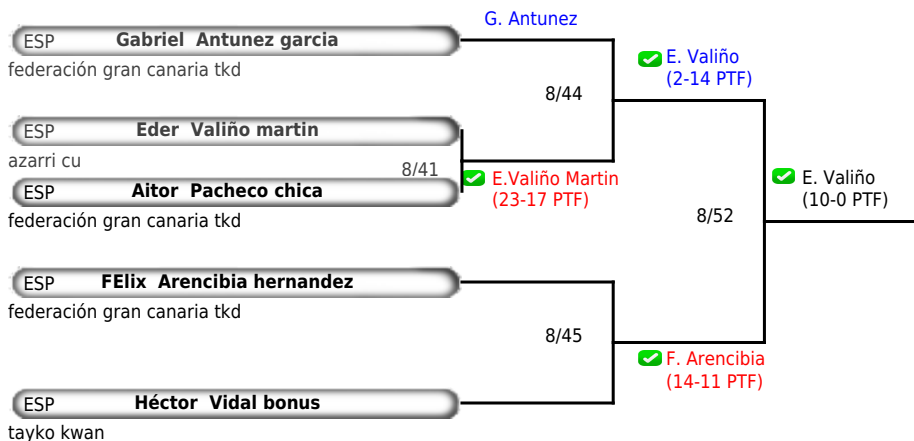 G. Antunez
ESP Gabriel Antunez garcia
federación gran canaria tkd
E. Valiño
(2-14 PTF)
8/44
ESP Eder Valiño martin
azarri cu
8/41
E.Valiño Martin
(23-17 PTF)
E. Valiño
(10-0 PTF)
ESP Aitor Pacheco chica
federación gran canaria tkd
8/52
ESP FElix Arencibia hernandez
federación gran canaria tkd
8/45
F. Arencibia
(14-11 PTF)
ESP Héctor Vidal bonus
tayko kwan